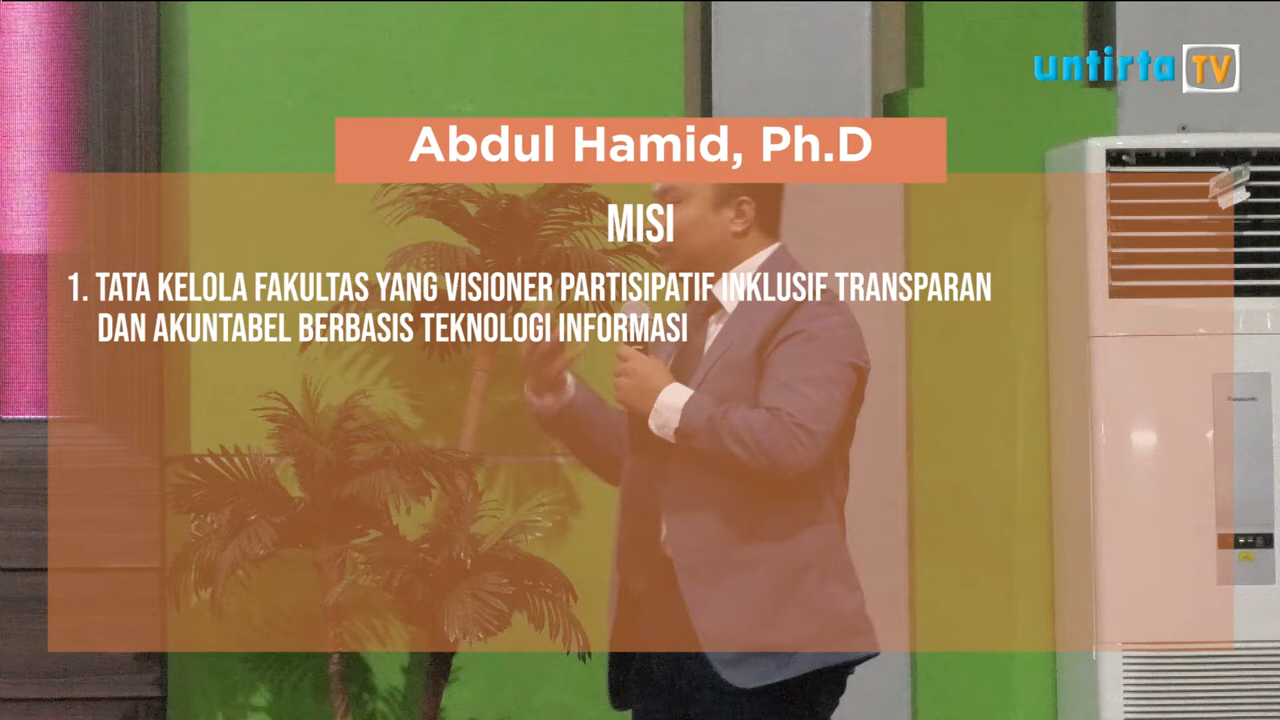 untirta TV
Abdul Hamid, Ph.D
MISI
1. TATA KELOLA FAKULTAS YANG VISIONER PARTISIPATIF INKLUSIF TRANSPARAN
DAN AKUNTABEL BERBASIS TEKNOLOGI INFORMASI
Panasonic